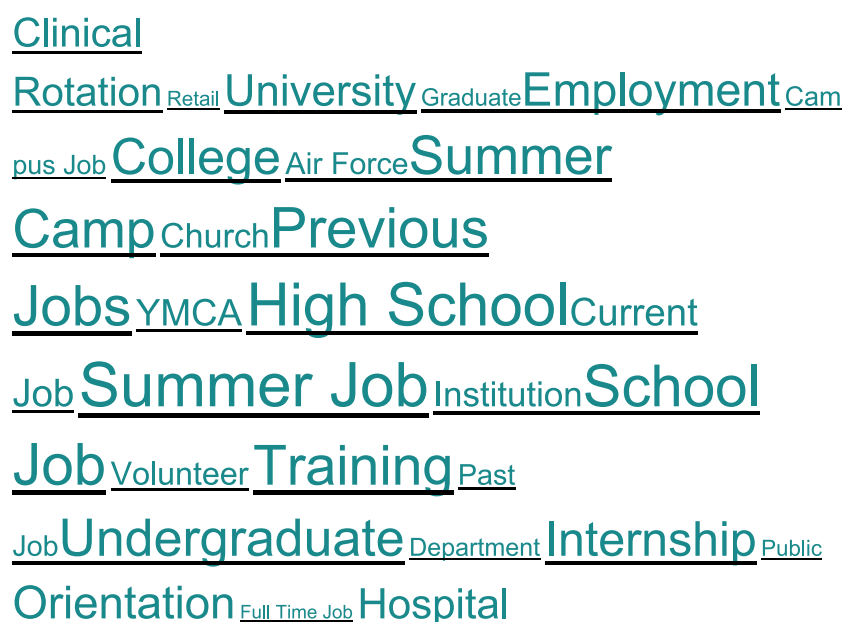 Clinical
Rotation Retail University Graduate Employment Cam
pus Job College Air Force Summer
Camp Church Previous
Jobs YMCA High School Current
Job Summer Job Institution School
Job Volunteer Training Past
Job Undergraduate Department Internship Public
Orientation Full Time Job Hospital